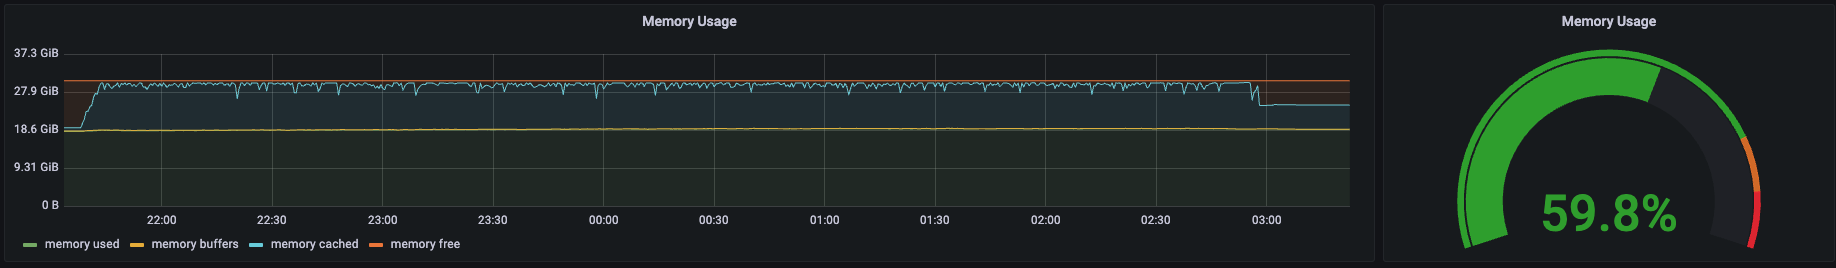 Memory Usage
37.3 GiB
27.9 GiB
18.6 GiB
9.31 GiB
0 B
22:00 22:30 23:00 23:30 00:00 00:30 01:00 01:30 02:00 02:30 03:00
memory used memory buffers memory cached memory free
Memory Usage
59.8%